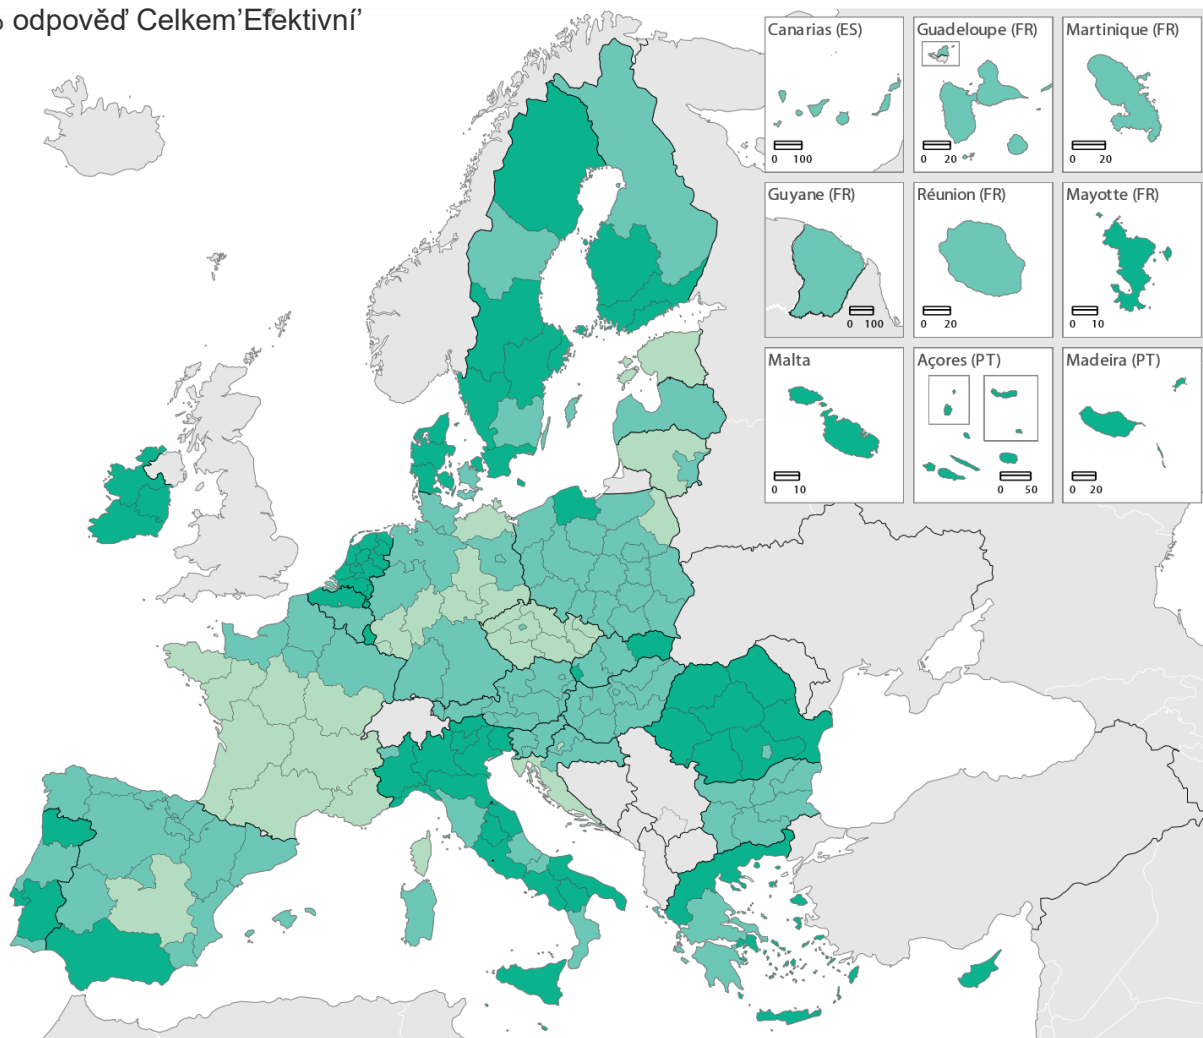 % odpověď Celkem’Efektivní’
Canarias (ES)
0 100
Guadeloupe (FR)
0 20
Martinique (FR)
0 20
Guyane (FR)
0 100
Réunion (FR)
0 20
Mayotte (FR)
0 10
Malta
0 10
Açores (PT)
0 50
Madeira (PT)
0 20